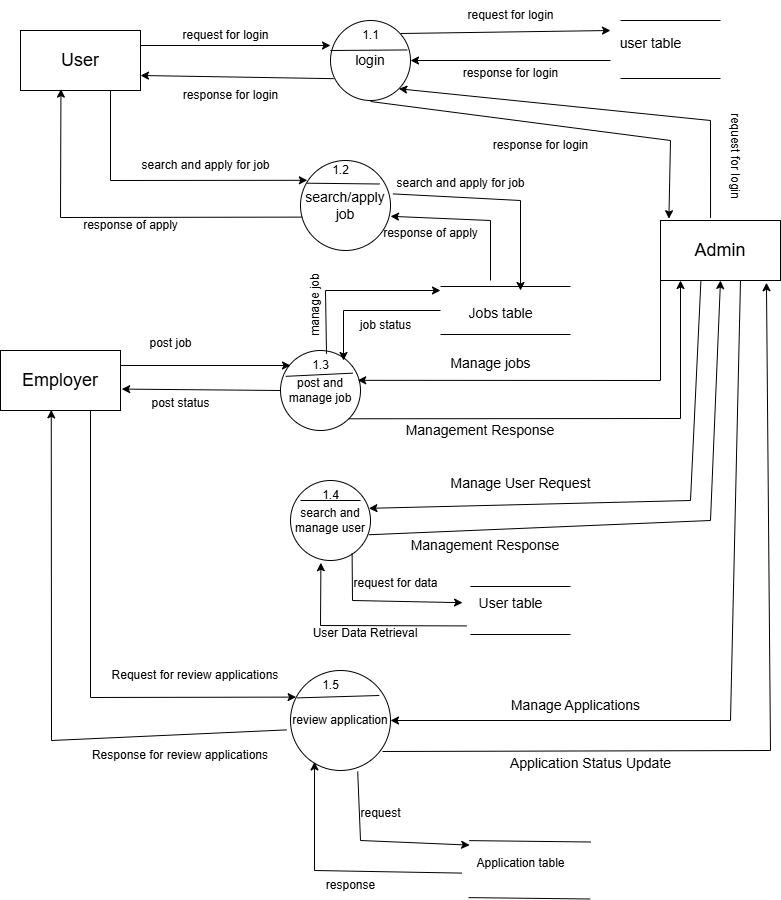 request for login
1.1
request for login
User
login
user table
response for login
response for login
request for login
response for login
search and apply for job
1.2
search and apply for job
search/apply
job
response of apply
response of apply
Admin
manage job
Jobs table
job status
post job
1.3
Manage jobs
Employer
post and
manage job
post status
Management Response
Manage User Request
1.4
search and
manage user
Management Response
request for data
User table
User Data Retrieval
Request for review applications
1.5
Manage Applications
review application
Response for review applications
Application Status Update
request
Application table
response